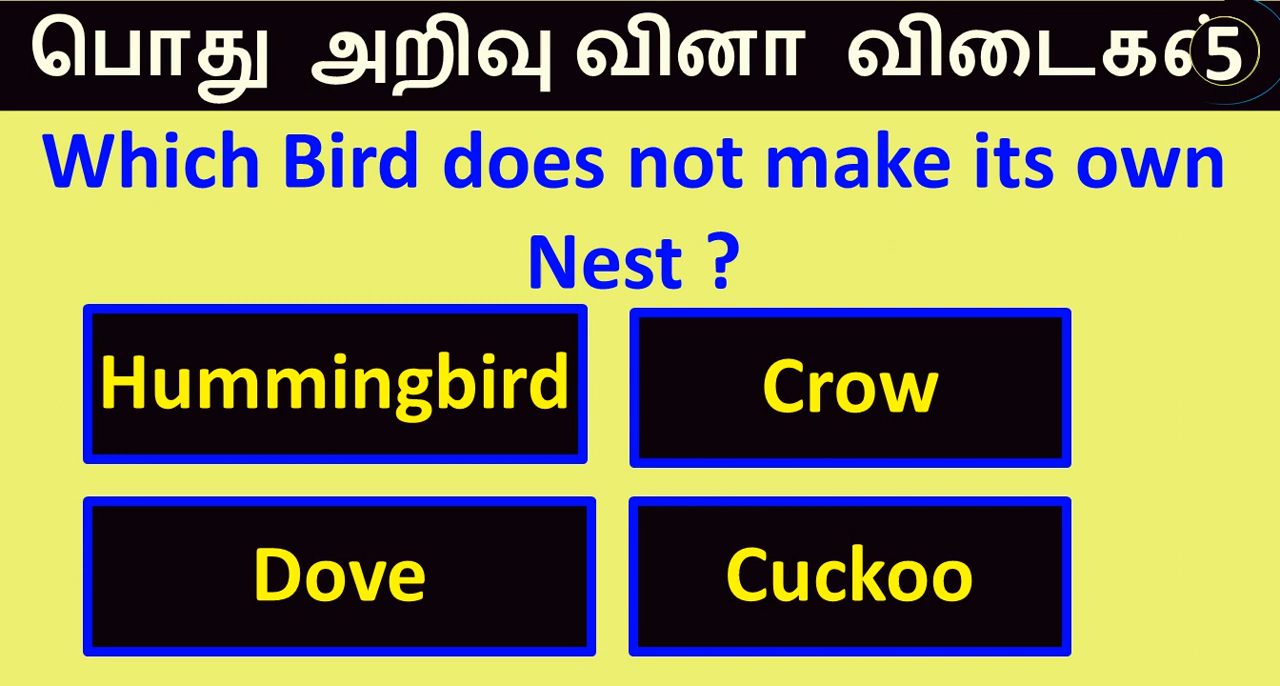 பொது அறிவு வினா விடைகள் 5
Which Bird does not make its own
Nest ?
Hummingbird
Crow
Dove
Cuckoo